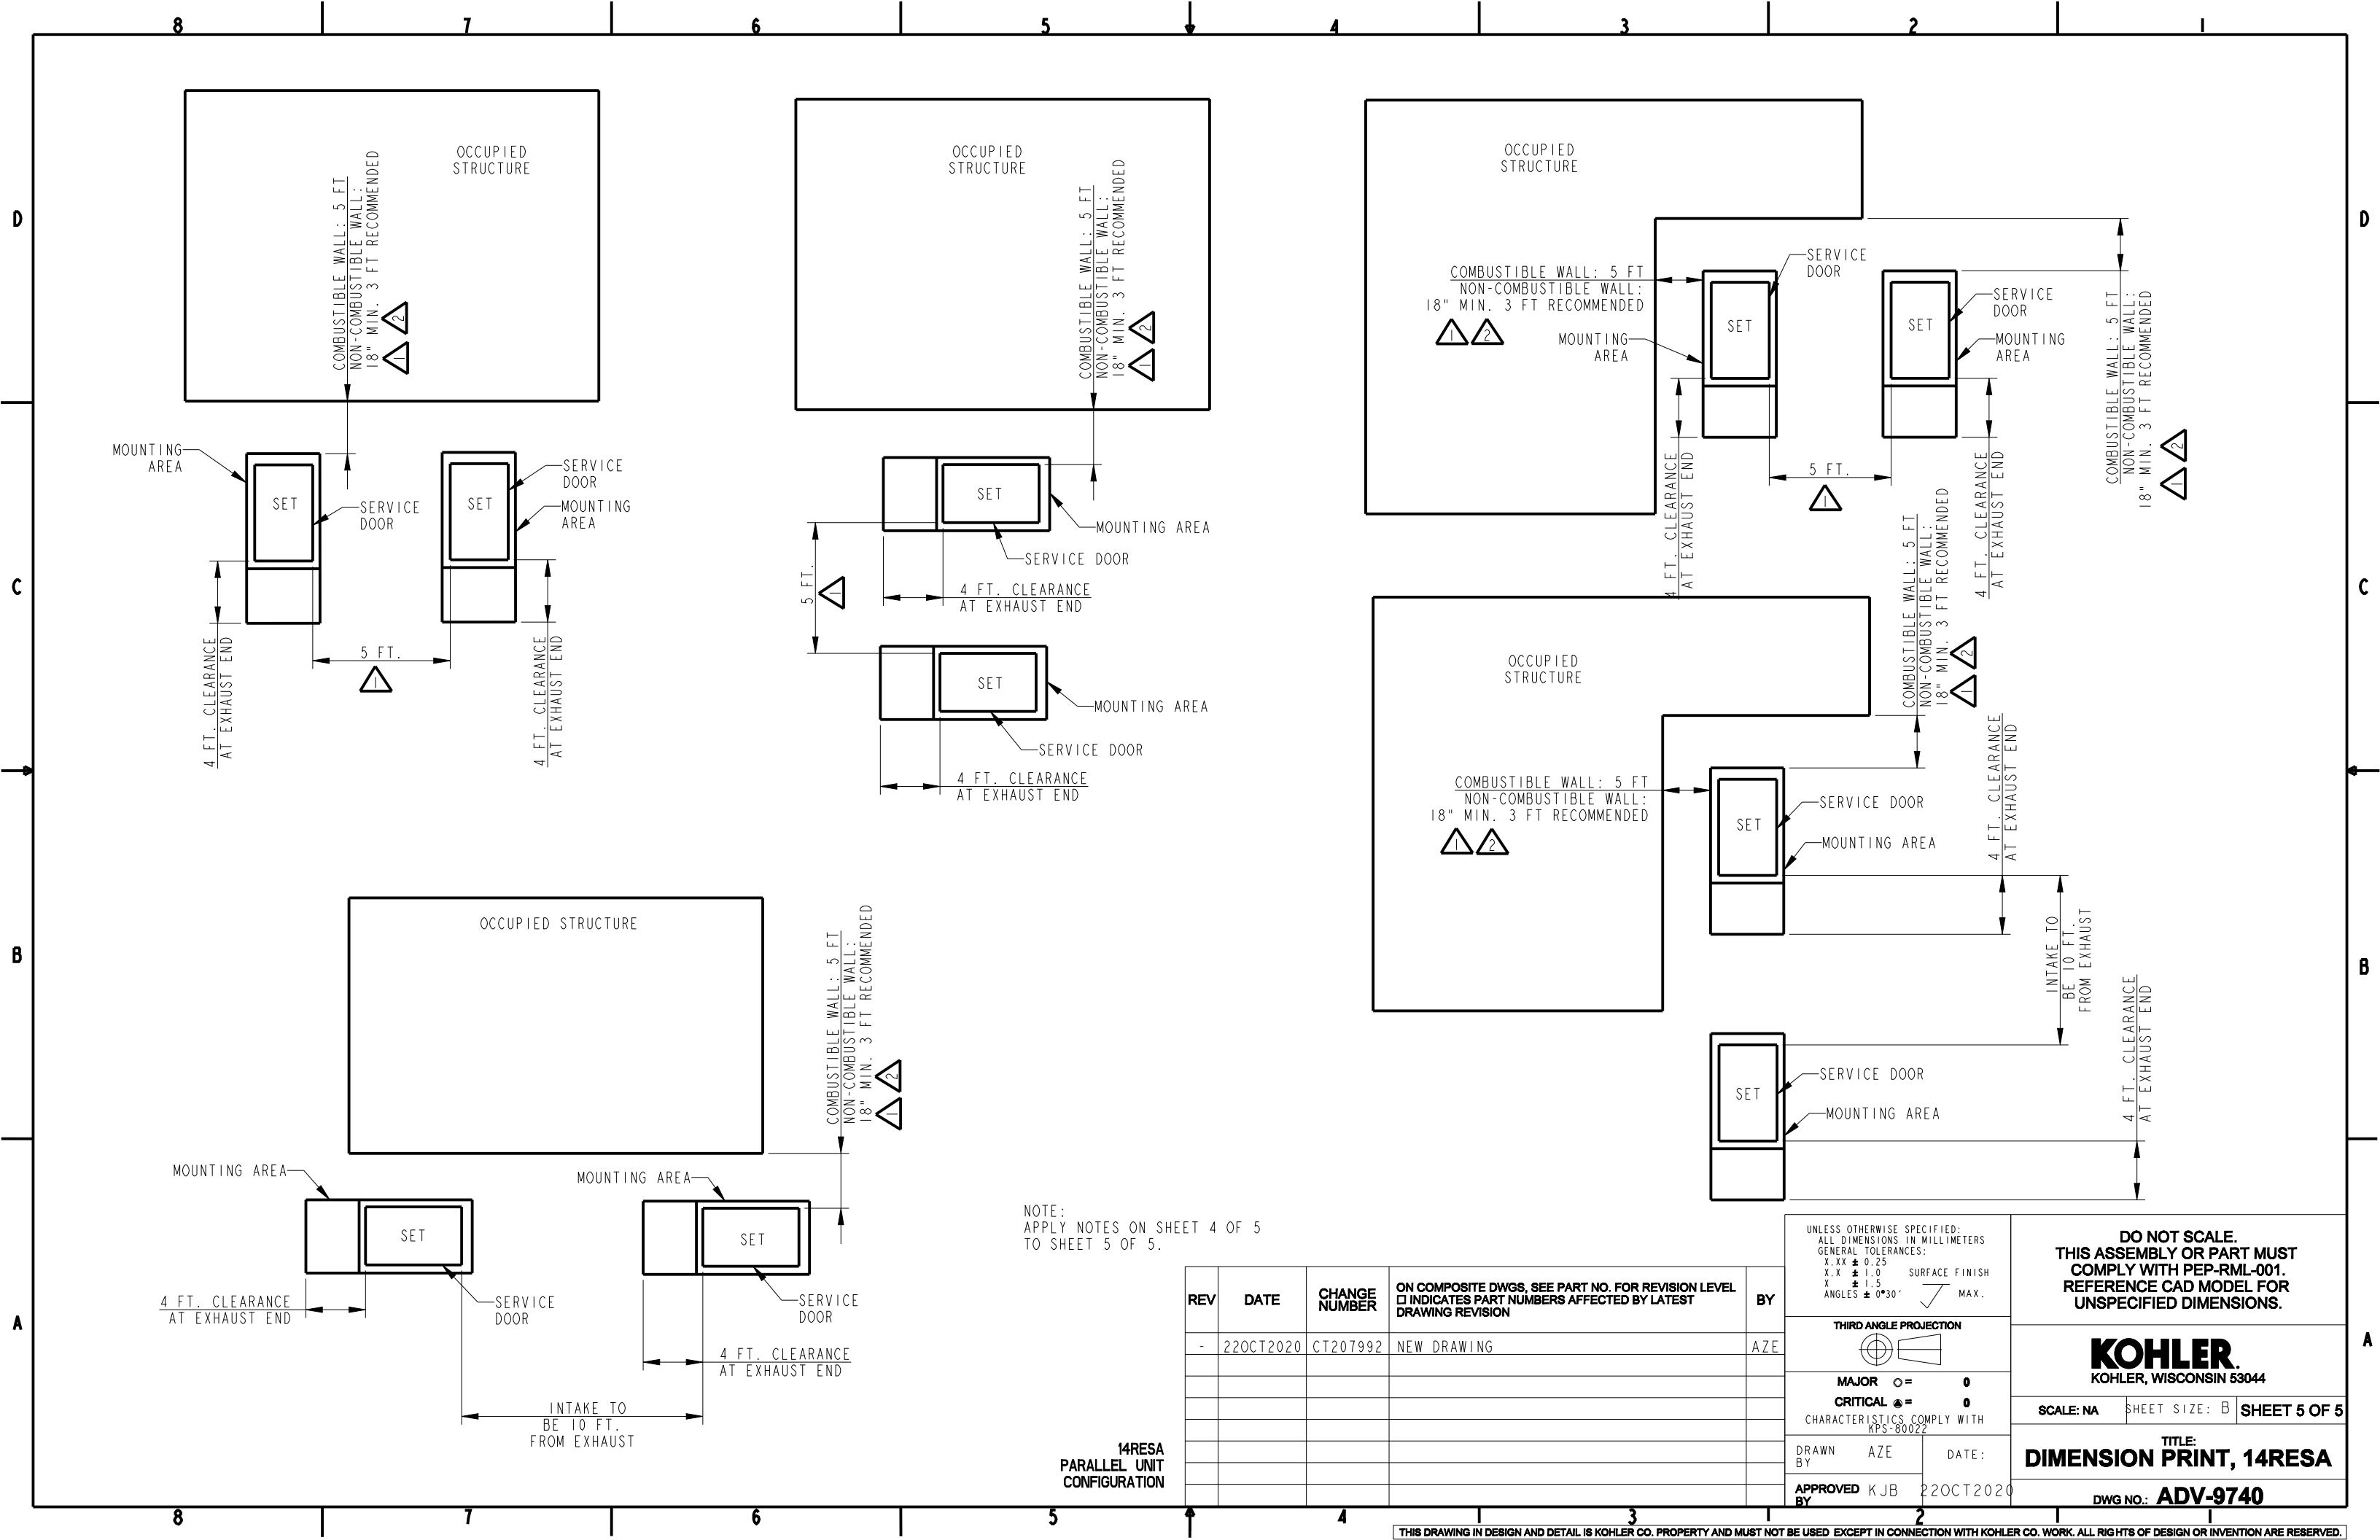 8 7 6 5 4 3 2 1
D
D
C
C
B
B
A
A
OCCUPIED
STRUCTURE
COMBUSTIBLE WALL: 5 FT
NON-COMBUSTIBLE WALL:
18" MIN. 3 FT RECOMMENDED
1
2
MOUNTING
AREA
SET
SERVICE
DOOR
SET
SERVICE
DOOR
MOUNTING
AREA
4 FT. CLEARANCE
AT EXHAUST END
5 FT.
1
4 FT. CLEARANCE
AT EXHAUST END
OCCUPIED
STRUCTURE
COMBUSTIBLE WALL: 5 FT
NON-COMBUSTIBLE WALL:
18" MIN. 3 FT RECOMMENDED
1
2
SET
MOUNTING AREA
SERVICE DOOR
4 FT. CLEARANCE
AT EXHAUST END
5 FT.
1
SET
MOUNTING AREA
SERVICE DOOR
4 FT. CLEARANCE
AT EXHAUST END
OCCUPIED
STRUCTURE
COMBUSTIBLE WALL: 5 FT
NON-COMBUSTIBLE WALL:
18" MIN. 3 FT RECOMMENDED
1 2
MOUNTING
AREA
SET
SERVICE
DOOR
SET
SERVICE
DOOR
MOUNTING
AREA
4 FT. CLEARANCE
AT EXHAUST END
5 FT.
1
4 FT. CLEARANCE
AT EXHAUST END
COMBUSTIBLE WALL: 5 FT
NON-COMBUSTIBLE WALL:
18" MIN. 3 FT RECOMMENDED
1
2
OCCUPIED
STRUCTURE
COMBUSTIBLE WALL: 5 FT
NON-COMBUSTIBLE WALL:
18" MIN. 3 FT RECOMMENDED
1
2
COMBUSTIBLE WALL: 5 FT
NON-COMBUSTIBLE WALL:
18" MIN. 3 FT RECOMMENDED
1 2
SET
SERVICE DOOR
MOUNTING AREA
4 FT. CLEARANCE
AT EXHAUST END
INTAKE TO
BE 10 FT.
FROM EXHAUST
SET
SERVICE DOOR
MOUNTING AREA
4 FT. CLEARANCE
AT EXHAUST END
OCCUPIED STRUCTURE
COMBUSTIBLE WALL: 5 FT
NON-COMBUSTIBLE WALL:
18" MIN. 3 FT RECOMMENDED
1
2
MOUNTING AREA
SET
SERVICE
DOOR
4 FT. CLEARANCE
AT EXHAUST END
MOUNTING AREA
SET
SERVICE
DOOR
4 FT. CLEARANCE
AT EXHAUST END
INTAKE TO
BE 10 FT.
FROM EXHAUST
NOTE:
APPLY NOTES ON SHEET 4 OF 5
TO SHEET 5 OF 5.
14RESA
PARALLEL UNIT
CONFIGURATION
REV
DATE
CHANGE
NUMBER
ON COMPOSITE DWGS, SEE PART NO. FOR REVISION LEVEL
☐ INDICATES PART NUMBERS AFFECTED BY LATEST
DRAWING REVISION
BY
- 22OCT2020 CT207992 NEW DRAWING AZE
UNLESS OTHERWISE SPECIFIED:
ALL DIMENSIONS IN MILLIMETERS
GENERAL TOLERANCES:
X.XX ± 0.25
X.X ± 1.0
X ± 1.5
ANGLES ± 0°30'
SURFACE FINISH
MAX.
THIRD ANGLE PROJECTION
MAJOR ○= 0
CRITICAL = 0
CHARACTERISTICS COMPLY WITH
KPS-80022
DRAWN
BY
AZE
DATE:
APPROVED
BY
KJB
22OCT2020
DO NOT SCALE.
THIS ASSEMBLY OR PART MUST
COMPLY WITH PEP-RML-001.
REFERENCE CAD MODEL FOR
UNSPECIFIED DIMENSIONS.
KOHLER.
KOHLER, WISCONSIN 53044
SCALE: NA
SHEET SIZE: B
SHEET 5 OF 5
TITLE:
DIMENSION PRINT, 14RESA
DWG NO.: ADV-9740
8 7 6 5 4 3 2 1
THIS DRAWING IN DESIGN AND DETAIL IS KOHLER CO. PROPERTY AND MUST NOT BE USED EXCEPT IN CONNECTION WITH KOHLER CO. WORK. ALL RIGHTS OF DESIGN OR INVENTION ARE RESERVED.